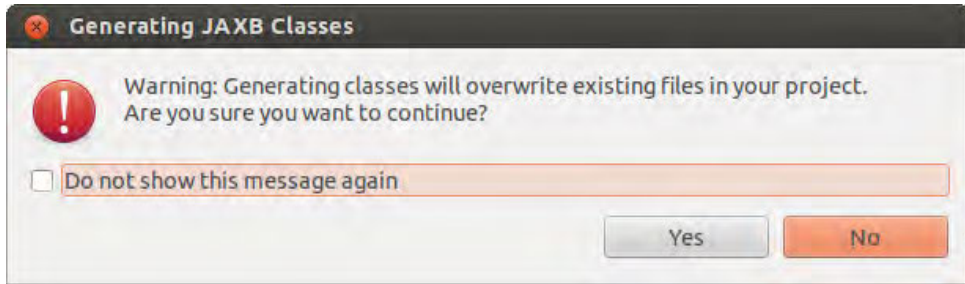 Generating JAXB Classes
Warning: Generating classes will overwrite existing files in your project.
Are you sure you want to continue?
Do not show this message again
Yes No